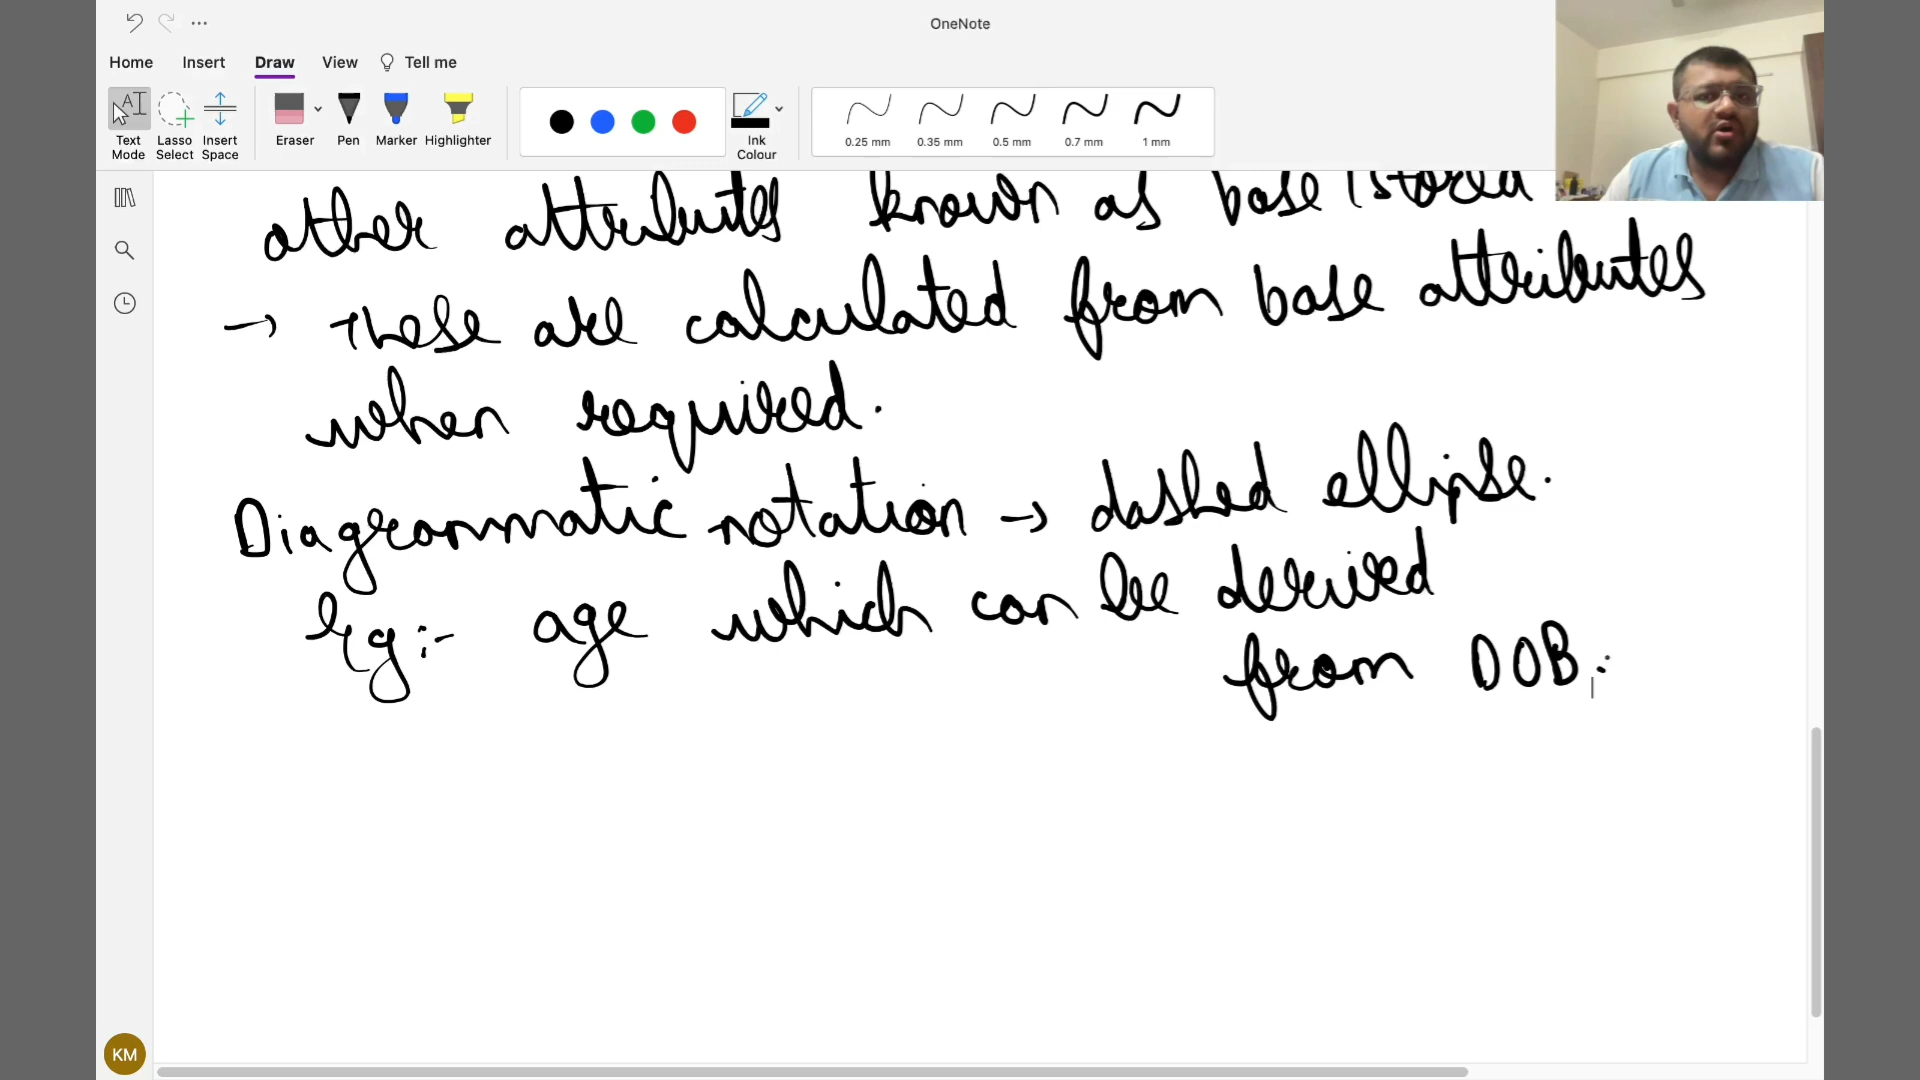 OneNote
Home Insert Draw View Tell me
Text Mode Lasso Select Insert Space Eraser Pen Marker Highlighter Ink Colour 0.25 mm 0.35 mm 0.5 mm 0.7 mm 1 mm
other attributes known as base (stored
→ These are calculated from base attributes
when required.
Diagrammatic notation → dashed ellipse.
Eg:- age which can be derived
from DOB.
KM